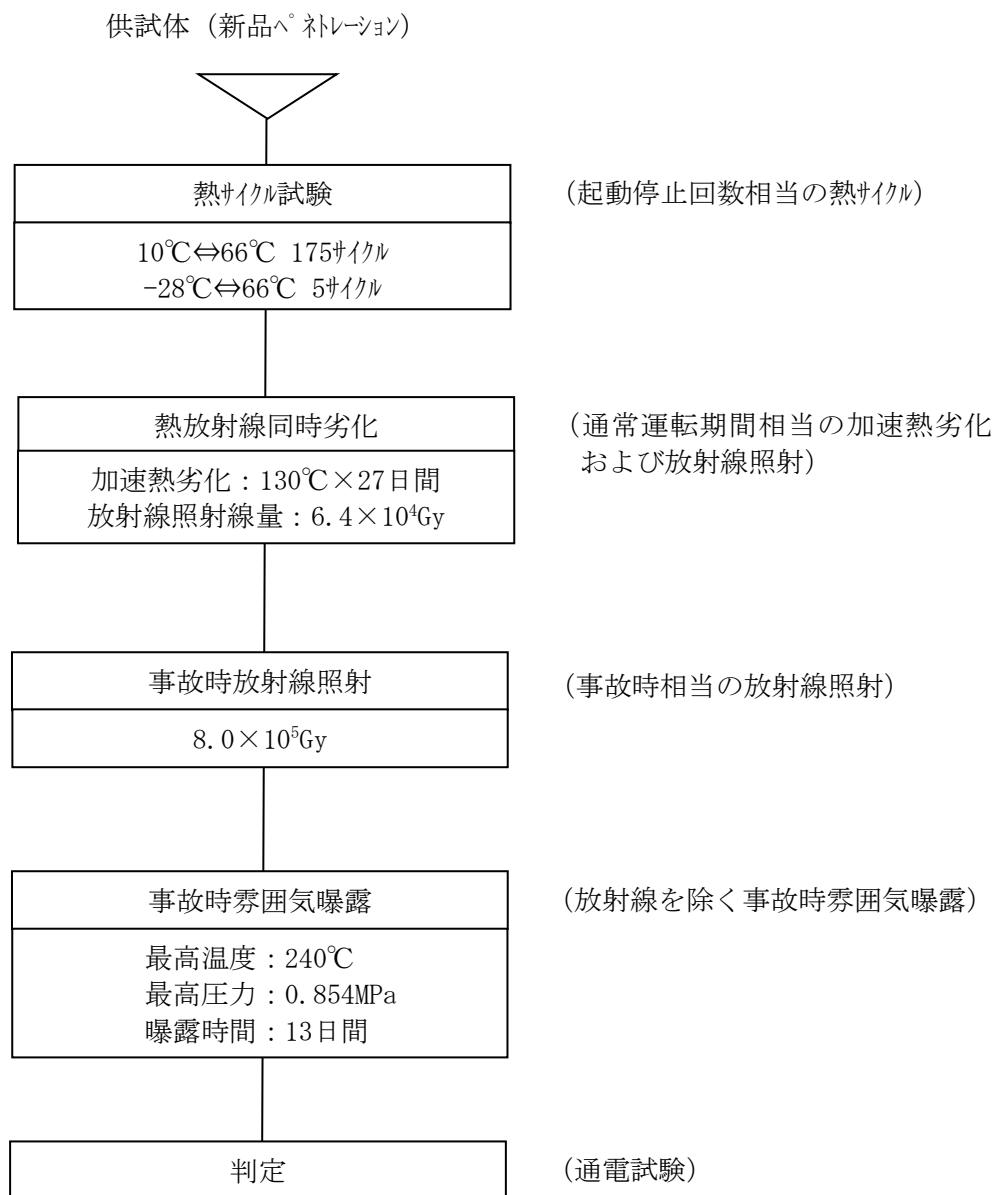 供試体（新品ﾍﾟﾈﾄﾚｰｼｮﾝ）
熱ｻｲｸﾙ試験
（起動停止回数相当の熱ｻｲｸﾙ）
10℃⇔66℃ 175ｻｲｸﾙ
-28℃⇔66℃ 5ｻｲｸﾙ
熱放射線同時劣化
（通常運転期間相当の加速熱劣化
および放射線照射）
加速熱劣化：130℃×27日間
放射線照射線量：6.4×10⁴Gy
事故時放射線照射
（事故時相当の放射線照射）
8.0×10⁵Gy
事故時雰囲気曝露
（放射線を除く事故時雰囲気曝露）
最高温度：240℃
最高圧力：0.854MPa
曝露時間：13日間
判定
（通電試験）